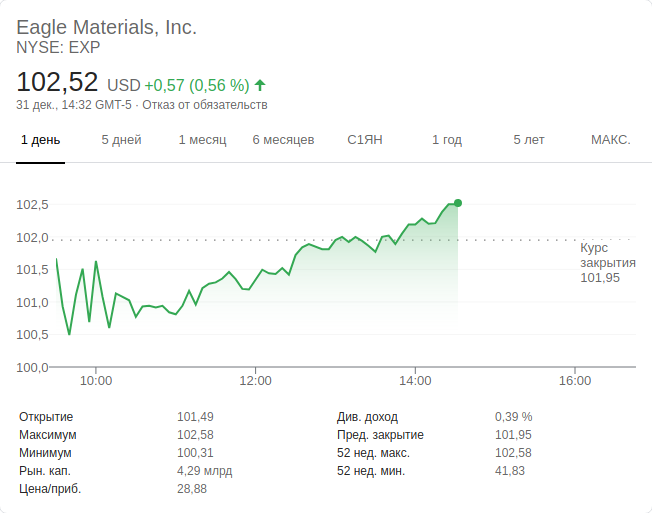 Eagle Materials, Inc.
NYSE: EXP
102,52 USD +0,57 (0,56 %)
31 дек., 14:32 GMT-5 · Отказ от обязательств
1 день 5 дней 1 месяц 6 месяцев С1ЯН 1 год 5 лет МАКС.
102,5
102,0
101,5
101,0
100,5
100,0
Курс
закрытия
101,95
10:00 12:00 14:00 16:00
Открытие 101,49 Див. доход 0,39 %
Максимум 102,58 Пред. закрытие 101,95
Минимум 100,31 52 нед. макс. 102,58
Рын. кап. 4,29 млрд 52 нед. мин. 41,83
Цена/приб. 28,88